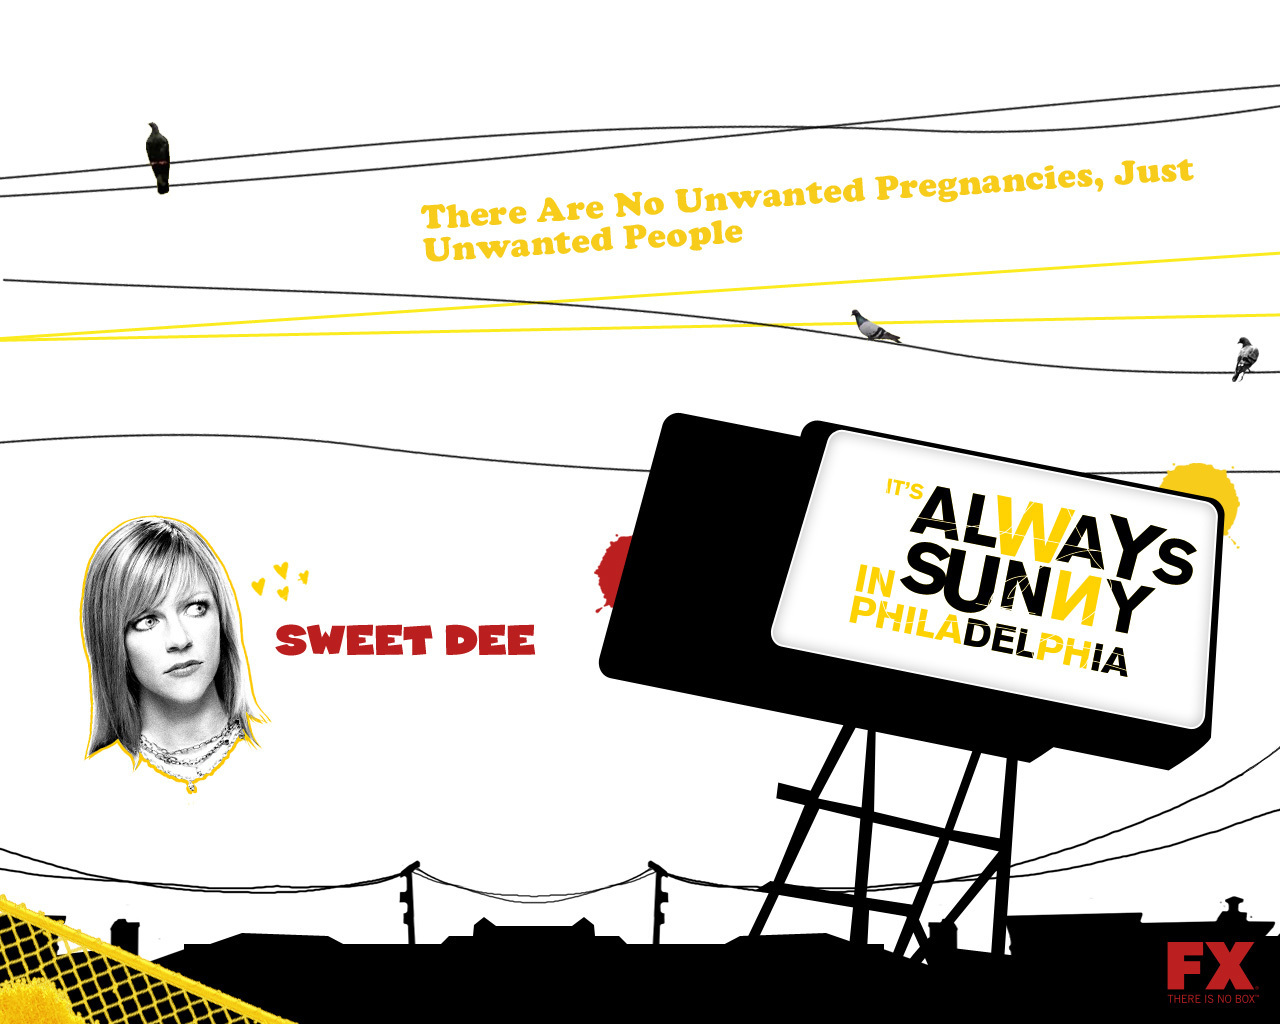 There Are No Unwanted Pregnancies, Just
Unwanted People
IT'S
ALWAYS
SUNNY
IN
PHILADELPHIA
SWEET DEE
FX
THERE IS NO BOX™